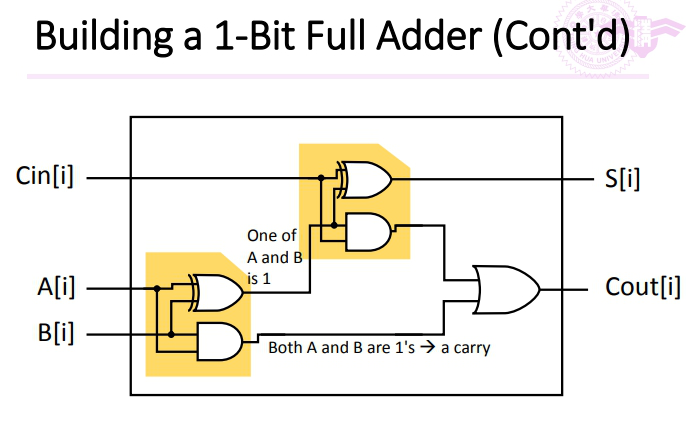 Building a 1-Bit Full Adder (Cont'd)
Cin[i]
S[i]
One of
A and B
is 1
A[i]
Cout[i]
B[i]
Both A and B are 1's → a carry